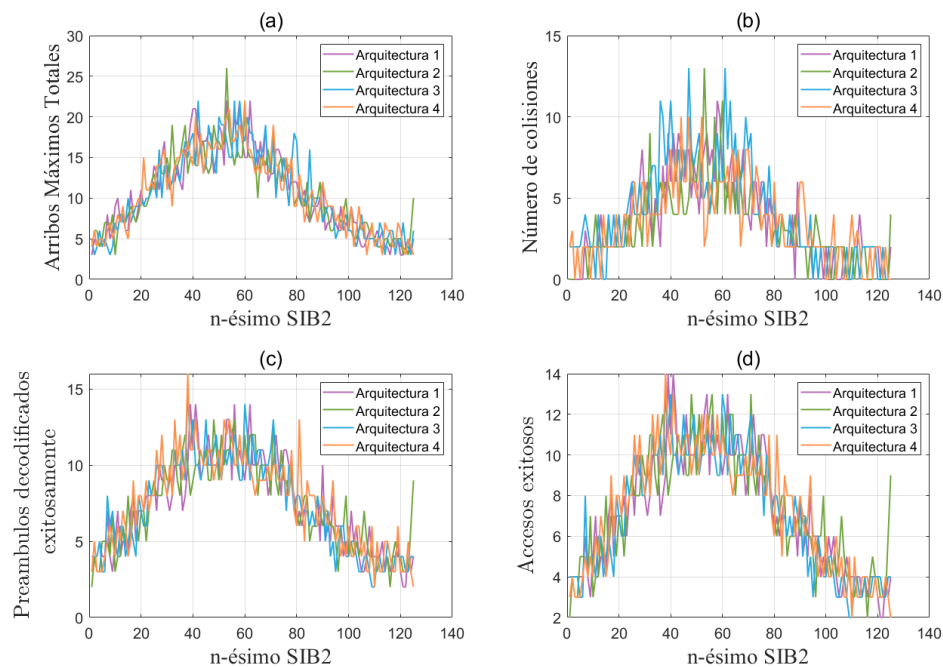 (a)
Arribos Máximos Totales
30
25
20
15
10
5
0
0 20 40 60 80 100 120 140
n-ésimo SIB2
Arquitectura 1
Arquitectura 2
Arquitectura 3
Arquitectura 4
(b)
Número de colisiones
15
10
5
0
0 20 40 60 80 100 120 140
n-ésimo SIB2
Arquitectura 1
Arquitectura 2
Arquitectura 3
Arquitectura 4
(c)
Preambulos dcodificados
exitosamente
15
10
5
0
0 20 40 60 80 100 120 140
n-ésimo SIB2
Arquitectura 1
Arquitectura 2
Arquitectura 3
Arquitectura 4
(d)
Accesos exitosos
14
12
10
8
6
4
2
0 20 40 60 80 100 120 140
n-ésimo SIB2
Arquitectura 1
Arquitectura 2
Arquitectura 3
Arquitectura 4